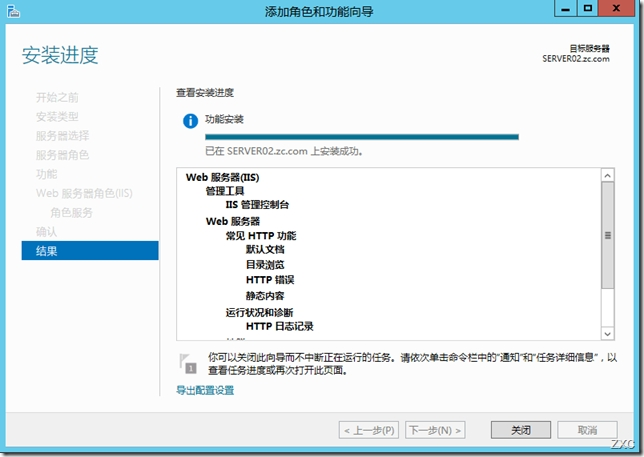 添加角色和功能向导
安装进度
目标服务器
SERVER02.zc.com
开始之前
安装类型
服务器选择
服务器角色
功能
Web 服务器角色(IIS)
角色服务
确认
结果
查看安装进度
功能安装
已在 SERVER02.zc.com 上安装成功。
Web 服务器(IIS)
管理工具
IIS 管理控制台
Web 服务器
常见 HTTP 功能
默认文档
目录浏览
HTTP 错误
静态内容
运行状况和诊断
HTTP 日志记录
1
你可以关闭此向导而不中断正在运行的任务。请依次单击命令栏中的"通知"和"任务详细信息"，以
查看任务进度或再次打开此页面。
导出配置设置
< 上一步(P)
下一步(N) >
关闭
取消
ZXC